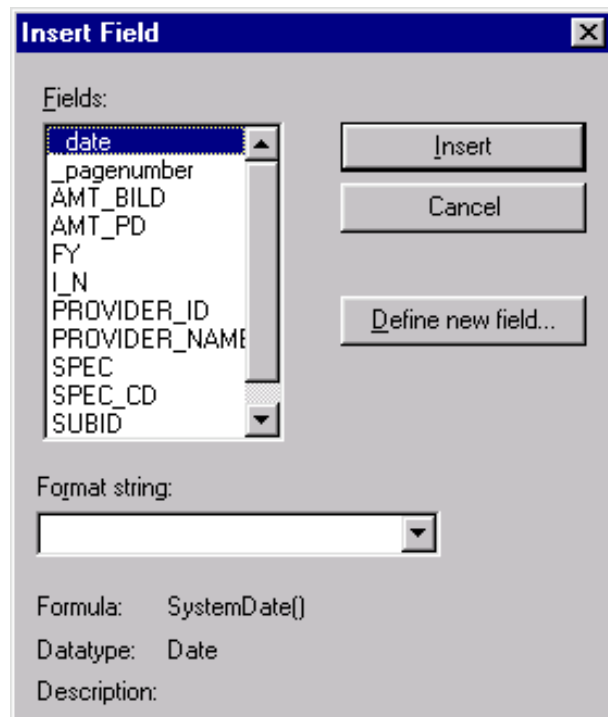 Insert Field
Fields:
_date
_pagenumber
AMT_BILD
AMT_PD
FY
I_N
PROVIDER_ID
PROVIDER_NAME
SPEC
SPEC_CD
SUBID
Insert
Cancel
Define new field...
Format string:
Formula: SystemDate()
Datatype: Date
Description: